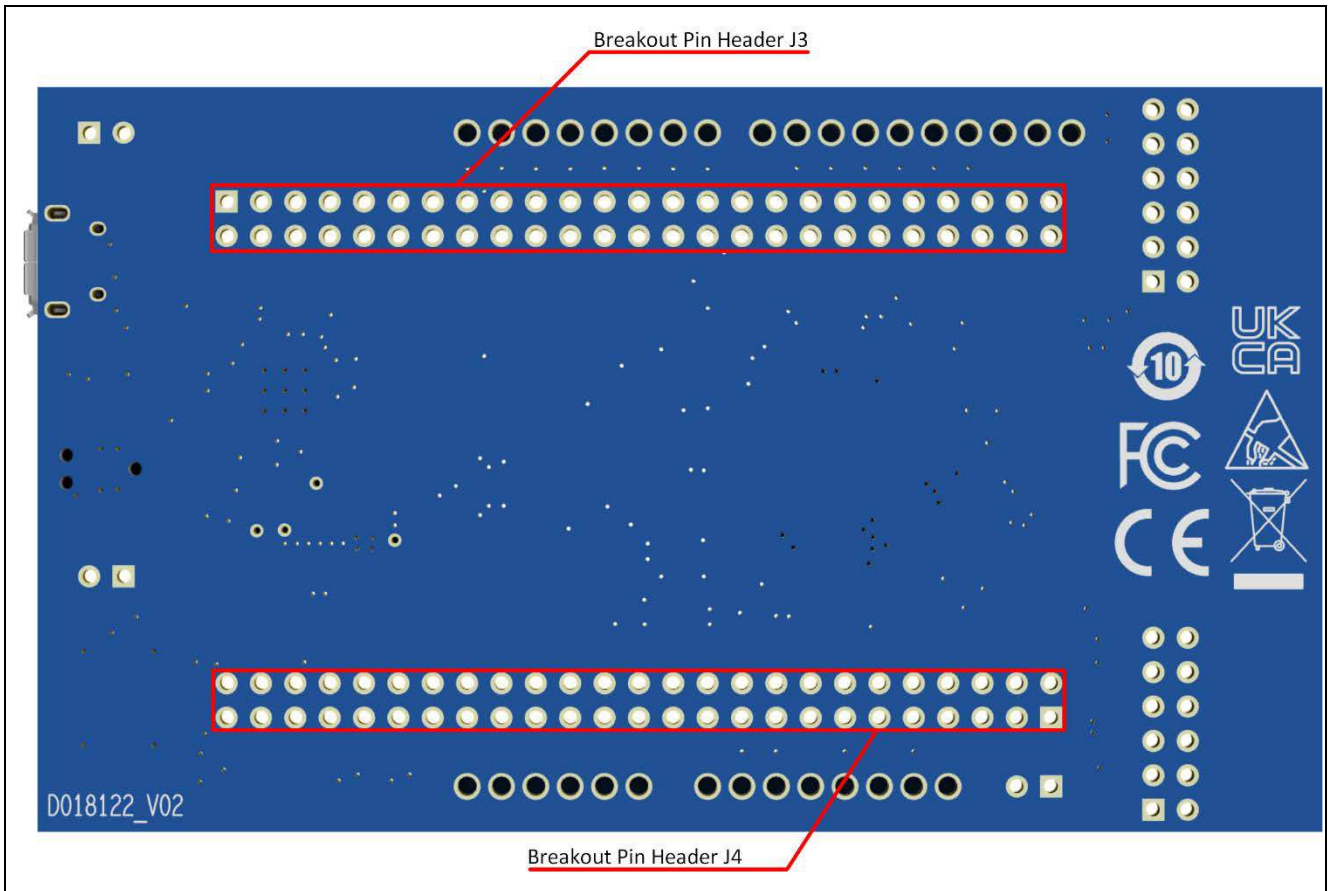 Breakout Pin Header J3
UK
CA
10
FC
CE
D018122_V02
Breakout Pin Header J4